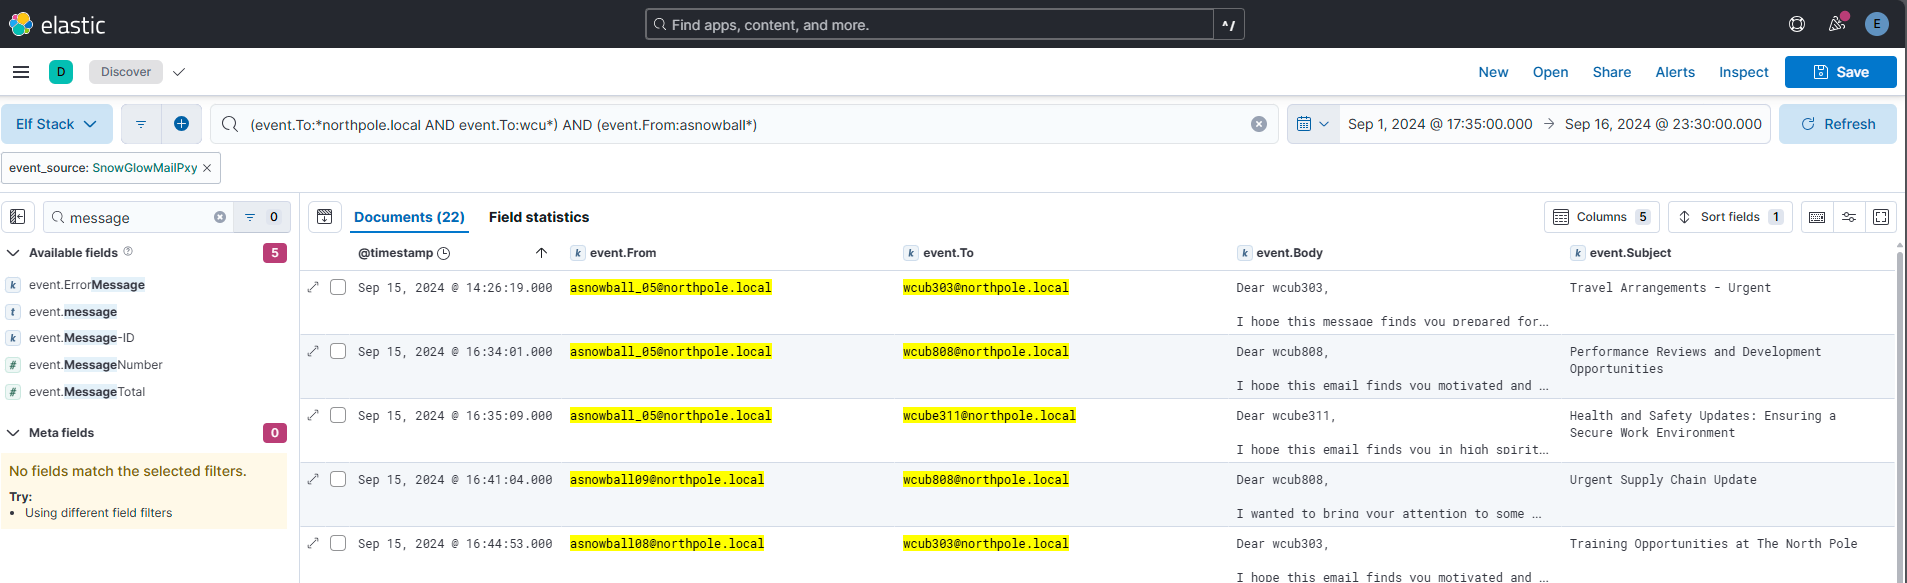 elastic
Find apps, content, and more.
^/
E
D
Discover
New
Open
Share
Alerts
Inspect
Save
Elf Stack
(event.To:*northpole.local AND event.To:wcu*) AND (event.From:asnowball*)
Sep 1, 2024 @ 17:35:00.000 → Sep 16, 2024 @ 23:30:00.000
Refresh
event_source: SnowGlowMailPxy ×
message
0
Available fields
5
k event.ErrorMessage
t event.message
k event.Message-ID
# event.MessageNumber
# event.MessageTotal
Meta fields
0
No fields match the selected filters.
Try:
• Using different field filters
Documents (22)
Field statistics
Columns 5
Sort fields 1
@timestamp
k event.From
k event.To
k event.Body
k event.Subject
Sep 15, 2024 @ 14:26:19.000
asnowball_05@northpole.local
wcub303@northpole.local
Dear wcub303,
I hope this message finds you prepared for...
Travel Arrangements - Urgent
Sep 15, 2024 @ 16:34:01.000
asnowball_05@northpole.local
wcub808@northpole.local
Dear wcub808,
I hope this email finds you motivated and ...
Performance Reviews and Development
Opportunities
Sep 15, 2024 @ 16:35:09.000
asnowball_05@northpole.local
wcube311@northpole.local
Dear wcube311,
I hope this email finds you in high spirit...
Health and Safety Updates: Ensuring a
Secure Work Environment
Sep 15, 2024 @ 16:41:04.000
asnowball09@northpole.local
wcub808@northpole.local
Dear wcub808,
I wanted to bring your attention to some ...
Urgent Supply Chain Update
Sep 15, 2024 @ 16:44:53.000
asnowball08@northpole.local
wcub303@northpole.local
Dear wcub303,
I hope this email finds you motivated and ...
Training Opportunities at The North Pole